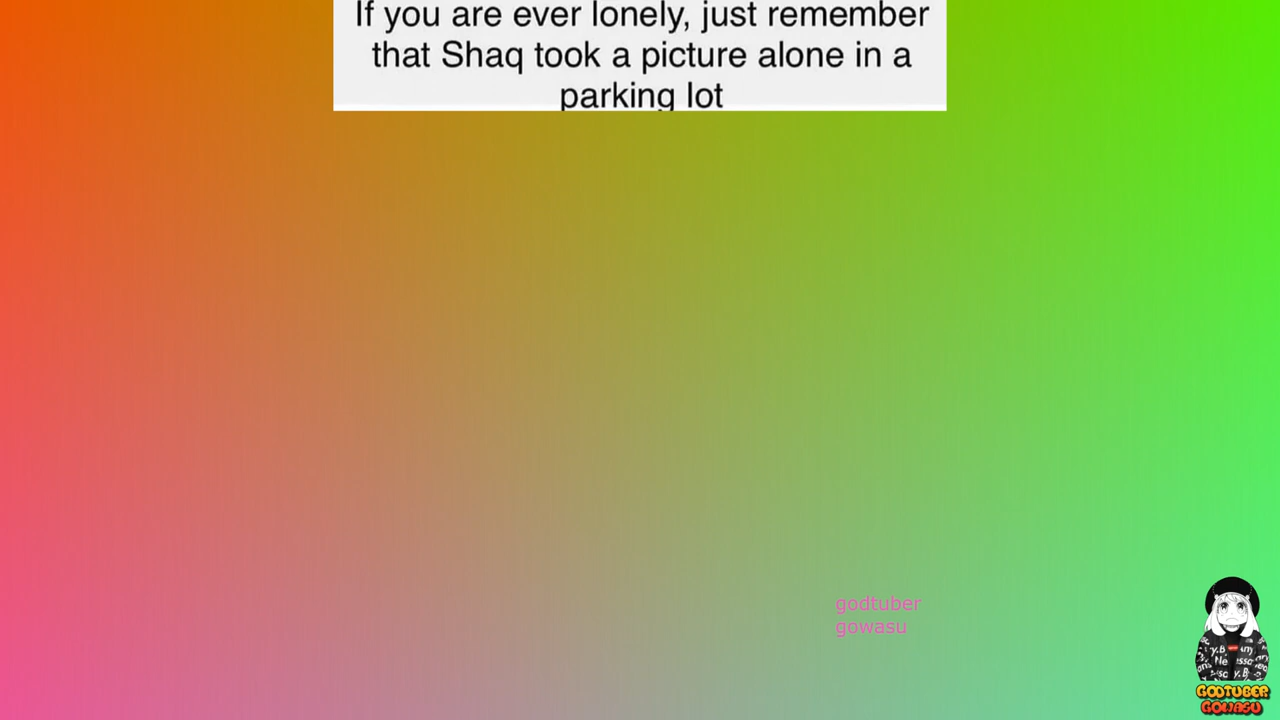 If you are ever lonely, just remember
that Shaq took a picture alone in a
parking lot
godtuber
gowasu
GODTUBER
GOWASU